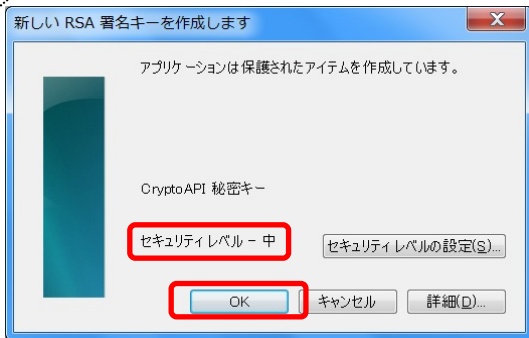 新しい RSA 署名キーを作成します
アプリケーションは保護されたアイテムを作成しています。
CryptoAPI 秘密キー
セキュリティ レベル - 中
セキュリティ レベルの設定(S)...
OK
キャンセル
詳細(D)...